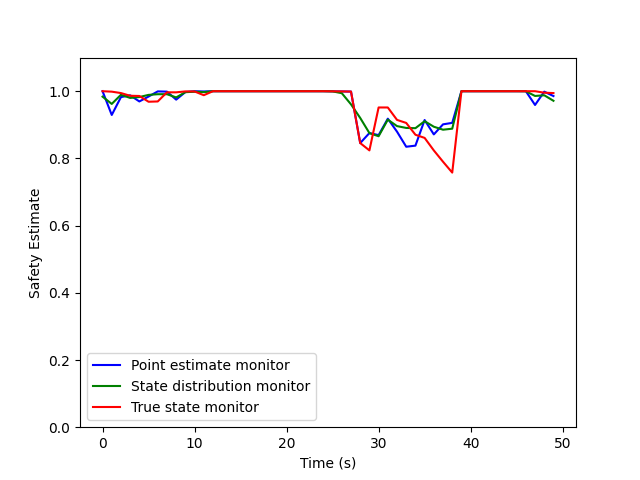 1.0
0.8
0.6
0.4
0.2
0.0
Safety Estimate
Point estimate monitor
State distribution monitor
True state monitor
0 10 20 30 40 50
Time (s)